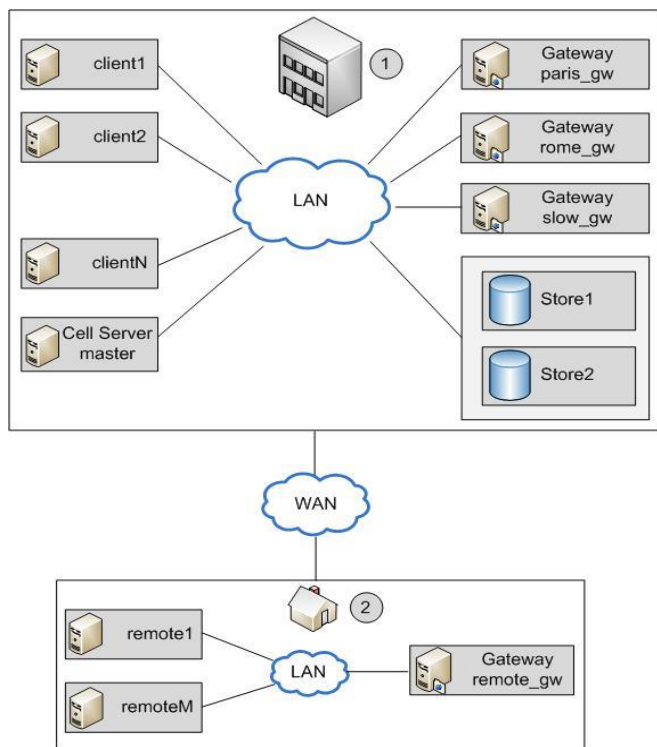 client1
1
Gateway
paris_gw
client2
Gateway
rome_gw
LAN
Gateway
slow_gw
clientN
Store1
Cell Server
master
Store2
WAN
2
remote1
LAN
Gateway
remote_gw
remoteM